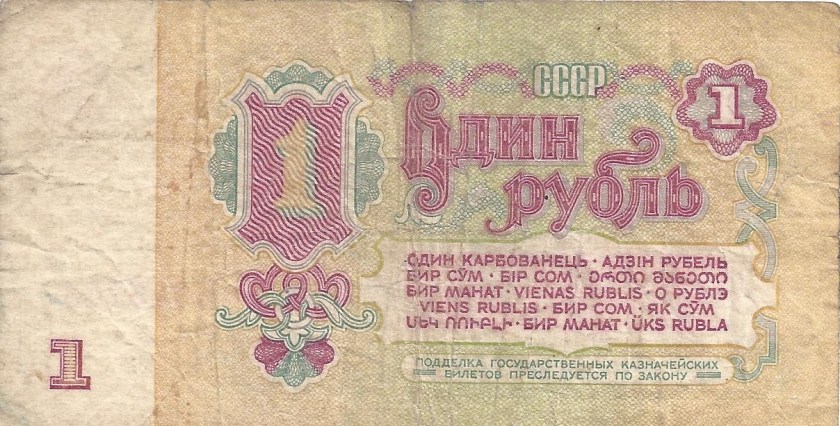 СССР
1
1
Один
рубль
ОДИН КАРБОВАНЕЦЬ · АДЗІН РУБЕЛЬ
БИР СЎМ · БІР СОМ · ᲔᲠᲗᲘ ᲛᲐᲜᲔᲗᲘ
БИР МАНАТ · VIENAS RUBLIS · О РУБЛЭ
VIENS RUBLIS · БИР СОМ · ЯК СЎМ
ՄԵԿ ՌՈՒԲԼԻ · БИР МАНАТ · ÜKS RUBLA
1
ПОДДЕЛКА ГОСУДАРСТВЕННЫХ КАЗНАЧЕЙСКИХ
БИЛЕТОВ ПРЕСЛЕДУЕТСЯ ПО ЗАКОНУ